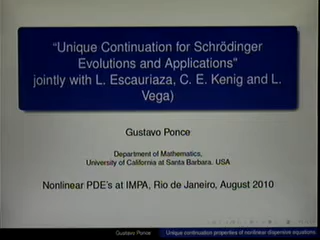 "Unique Continuation for Schrödinger
Evolutions and Applications"
jointly with L. Escauriaza, C. E. Kenig and L.
Vega)
Gustavo Ponce
Department of Mathematics,
University of California at Santa Barbara. USA
Nonlinear PDE's at IMPA, Rio de Janeiro, August 2010
Gustavo Ponce Unique continuation properties of nonlinear dispersive equations